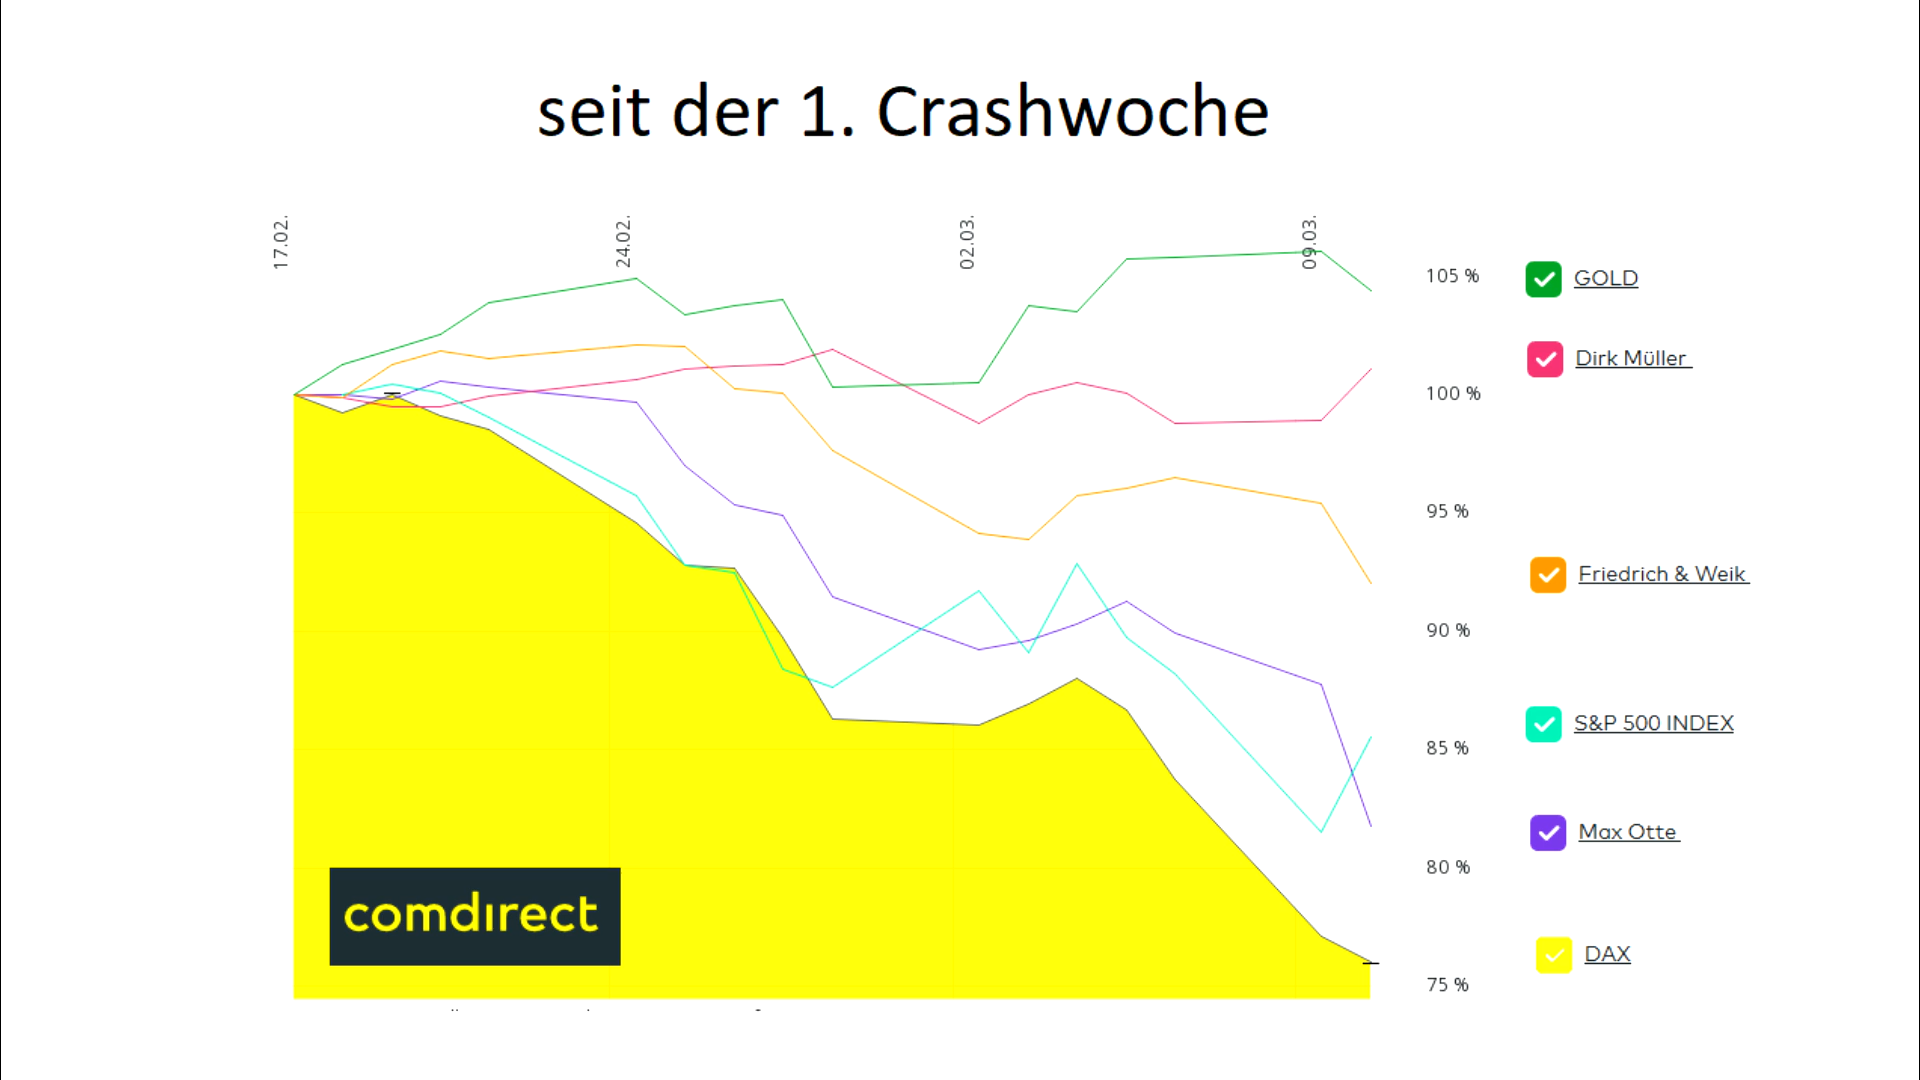 seit der 1. Crashwoche
17.02.
24.02.
02.03.
09.03.
105 %
100 %
95 %
90 %
85 %
80 %
75 %
GOLD
Dirk Müller
Friedrich & Weik
S&P 500 INDEX
Max Otte
DAX
comdirect